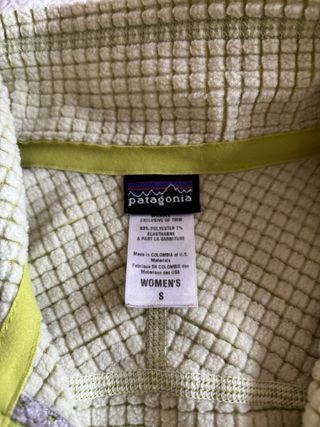 patagonia
EXCLUSIVE OF TRIM
POLYESTER 7%
ELASTHANNE
A PART LA GARNITURE
Made in COLOMBIA of U.S.
Materials
Fabrique EN COLOMBIE des
Materiaux des USA
WOMEN'S
S